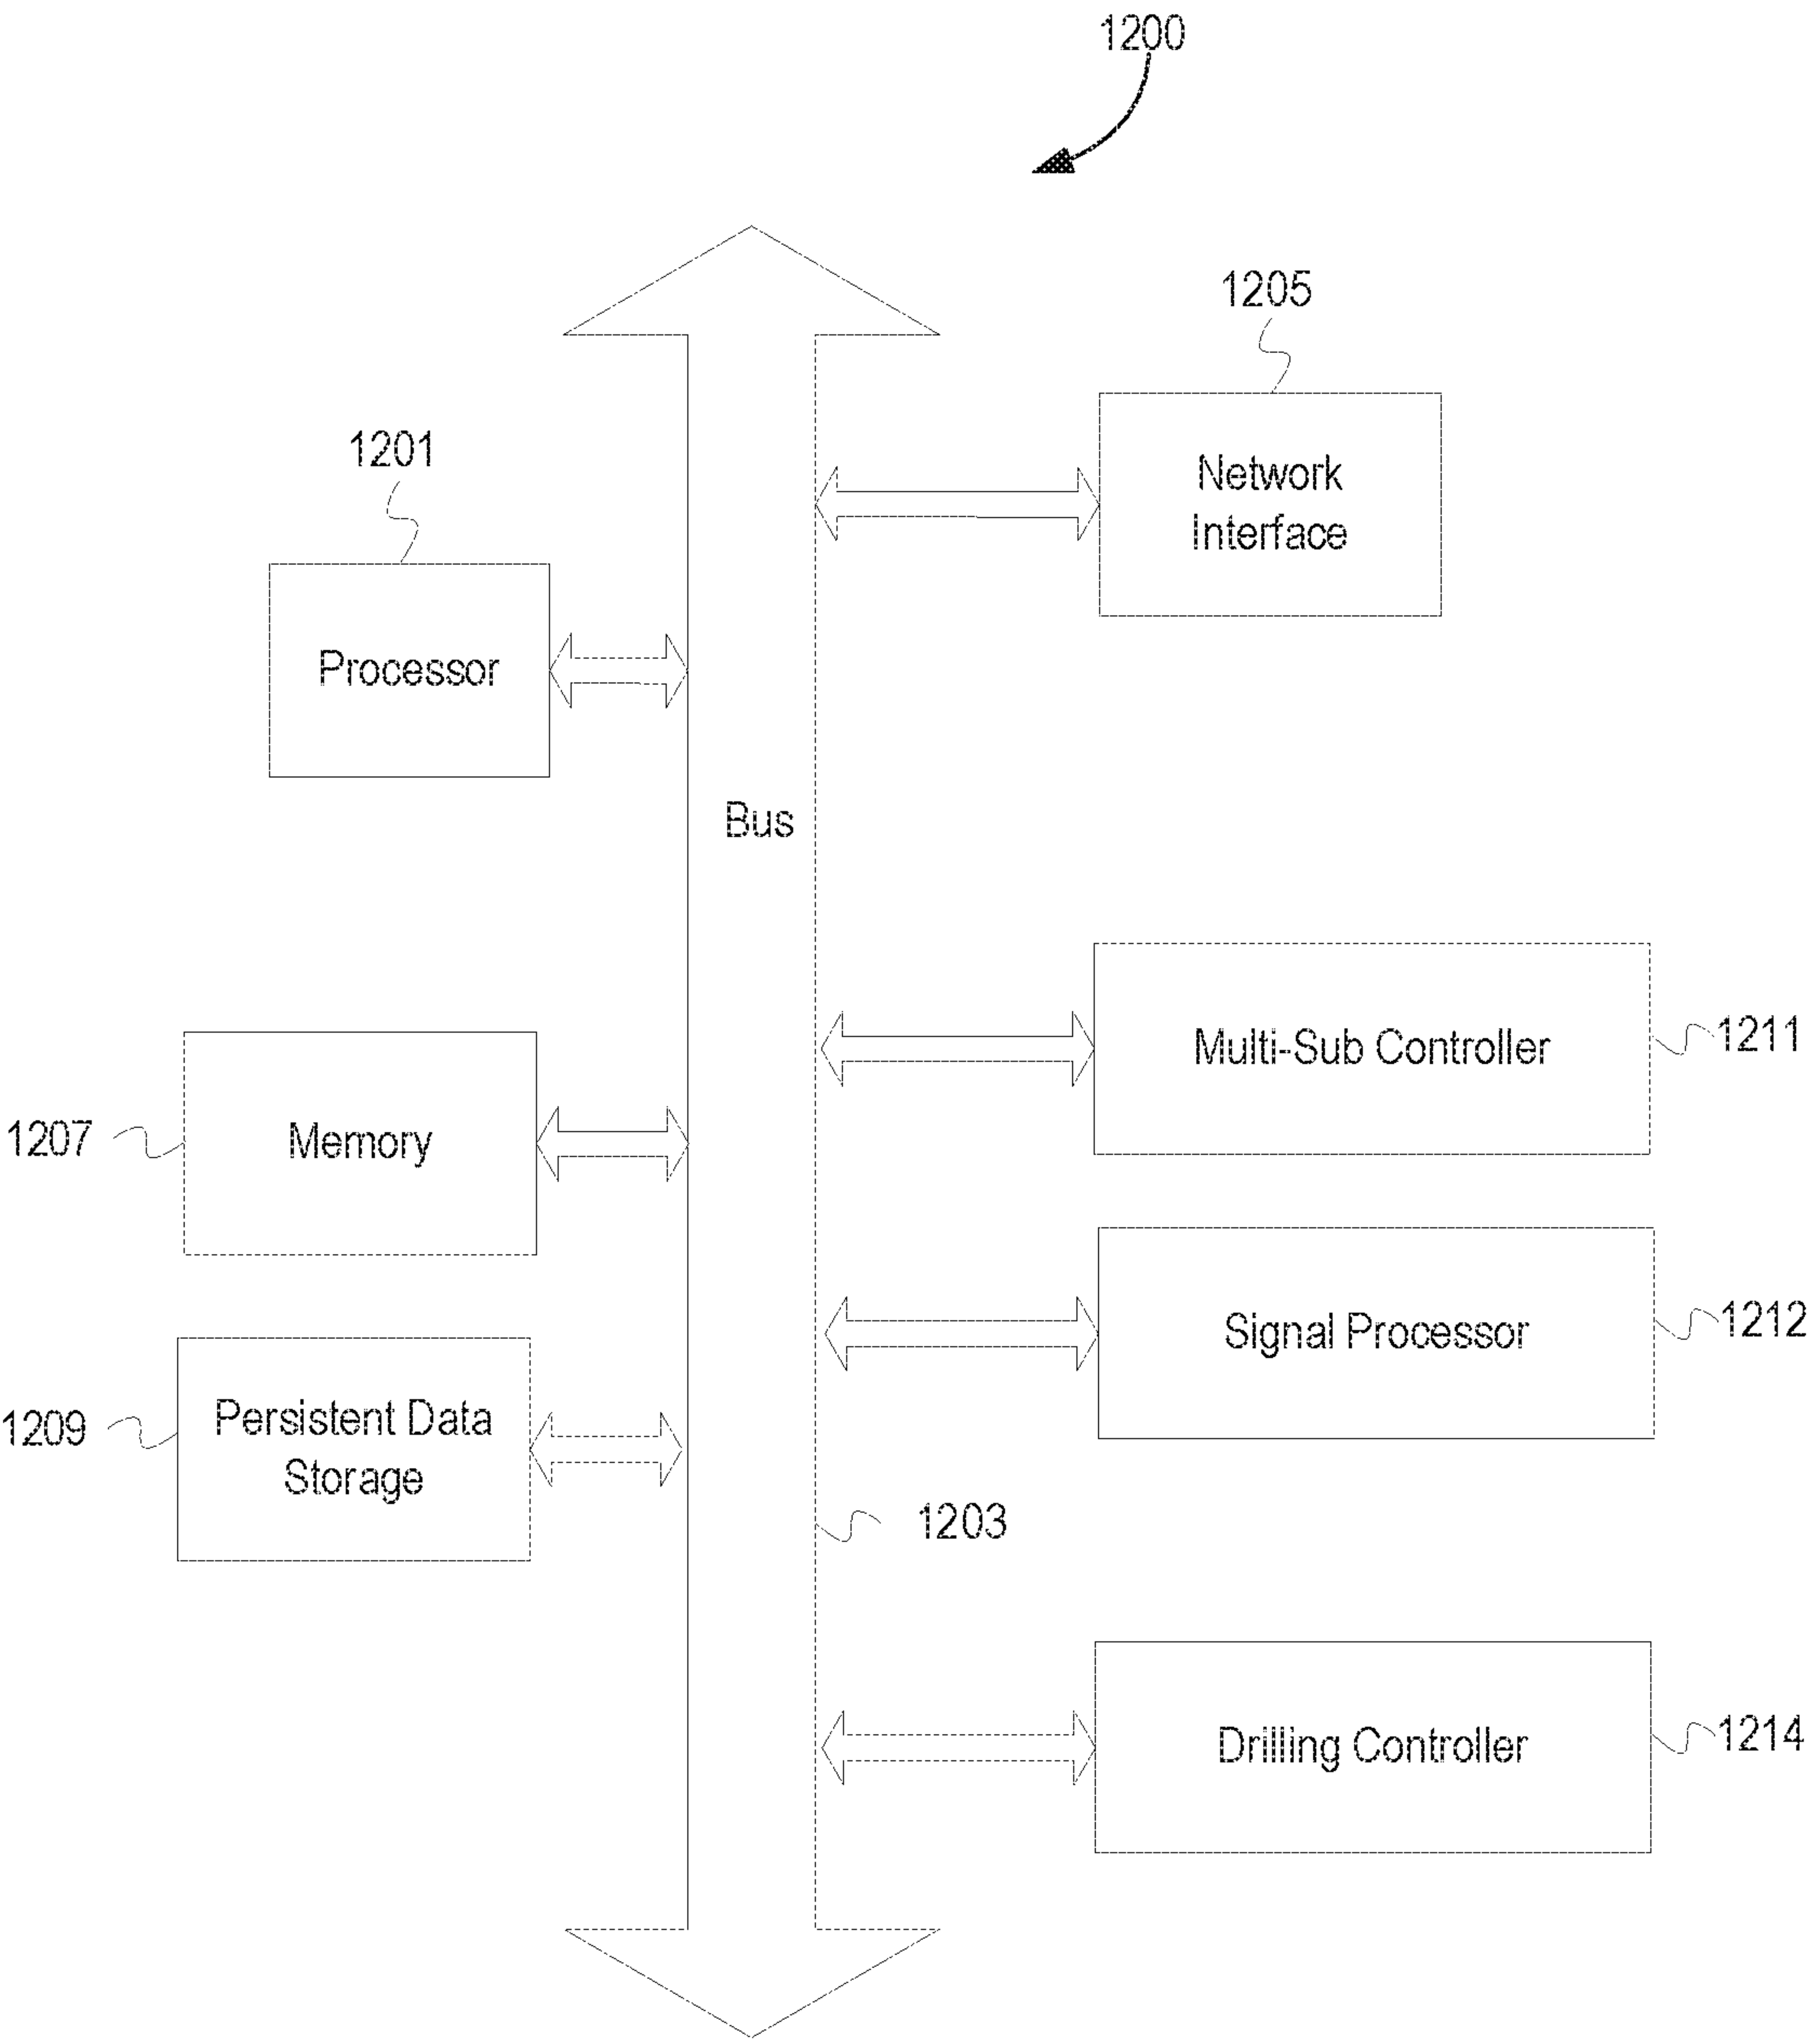 1200
1205
Network
Interface
1201
Processor
Bus
Multi-Sub Controller
1211
1207
Memory
Signal Processor
1212
1209
Persistent Data
Storage
1203
Drilling Controller
1214